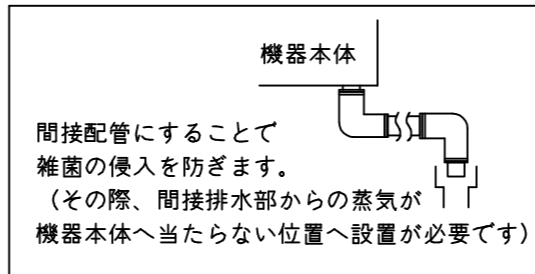 機器本体
間接配管にすることで
雑菌の侵入を防ぎます。
（その際、間接排水部からの蒸気が
機器本体へ当たらない位置へ設置が必要です）